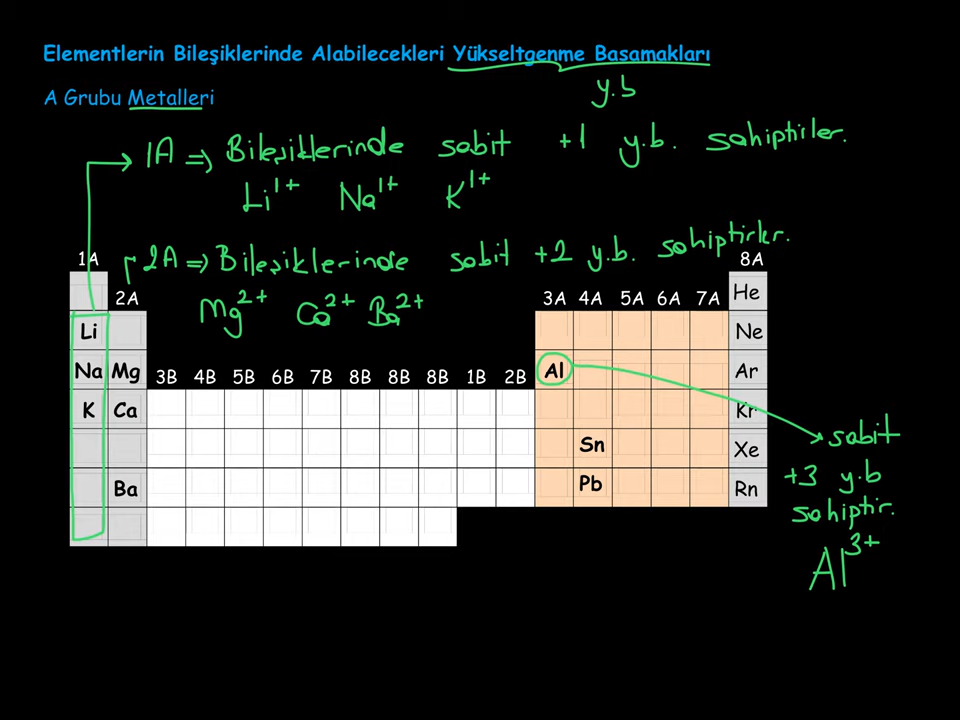 Elementlerin Bileşiklerinde Alabilecekleri Yükseltgenme Basamakları
y.b
A Grubu Metalleri
1A => Bileşiklerinde sabit +1 y.b. sahiptirler.
Li1+ Na1+ K1+
2A => Bileşiklerinde sabit +2 y.b. sahiptirler.
Mg2+ Ca2+ Ba2+
1A 8A
2A 3A 4A 5A 6A 7A He
Li Ne
Na Mg 3B 4B 5B 6B 7B 8B 8B 8B 1B 2B Al Ar
K Ca Kr
Sn Xe
Ba Pb Rn
sabit
+3 y.b
sahiptir.
Al3+